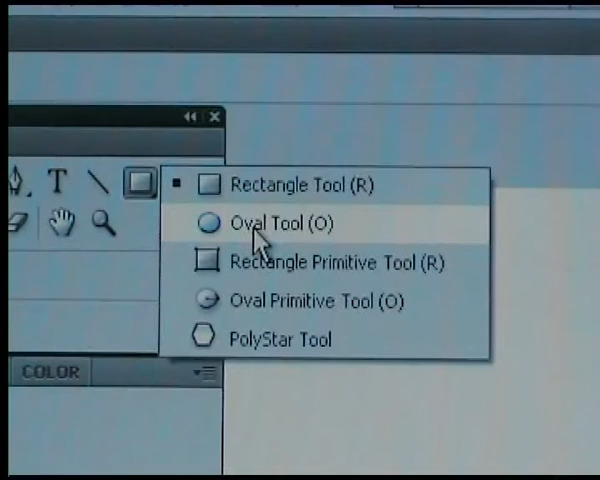 T
Rectangle Tool (R)
Oval Tool (O)
Rectangle Primitive Tool (R)
Oval Primitive Tool (O)
PolyStar Tool
COLOR